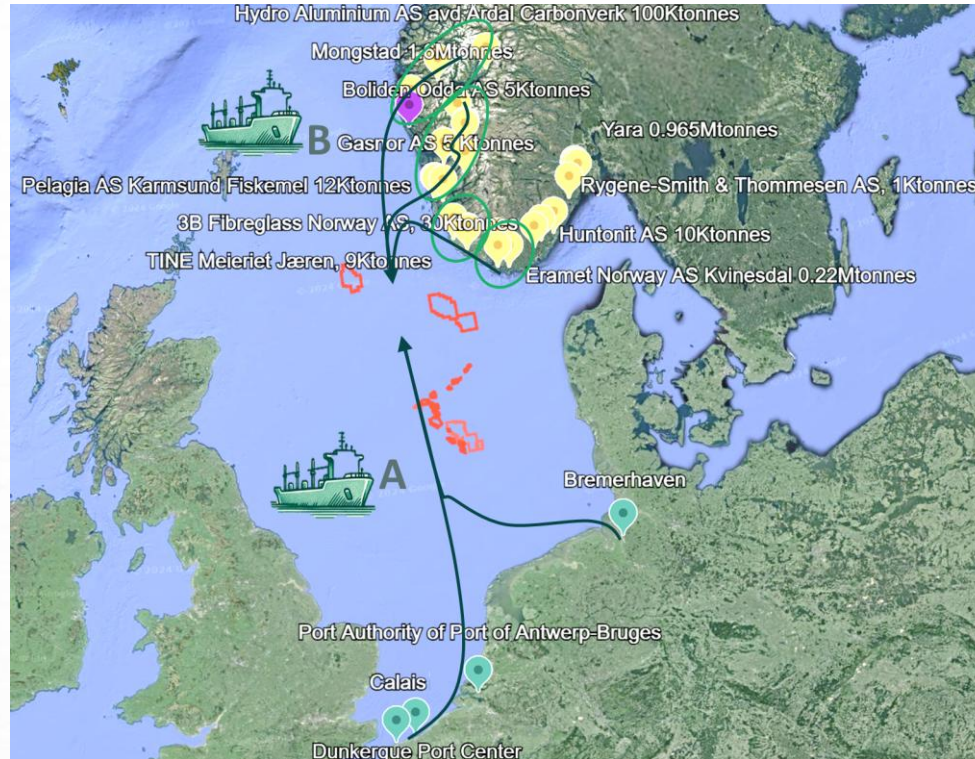 Hydro Aluminium AS avd Ardal Carbonverk 100Ktonnes
Mongstad 1.6Mtonnes
Boliden Odda AS 5Ktonnes
B
Gasnor AS 5 Ktonnes
Yara 0.965Mtonnes
Pelagia AS Karmsund Fiskemel 12Ktonnes
Rygene-Smith & Thommesen AS, 1Ktonnes
3B Fibreglass Norway AS, 30Ktonnes
Huntonit AS 10Ktonnes
TINE Meieriet Jæren, 9Ktonnes
Eramet Norway AS Kvinesdal 0.22Mtonnes
A
Bremerhaven
Port Authority of Port of Antwerp-Bruges
Calais
Dunkerque Port Center